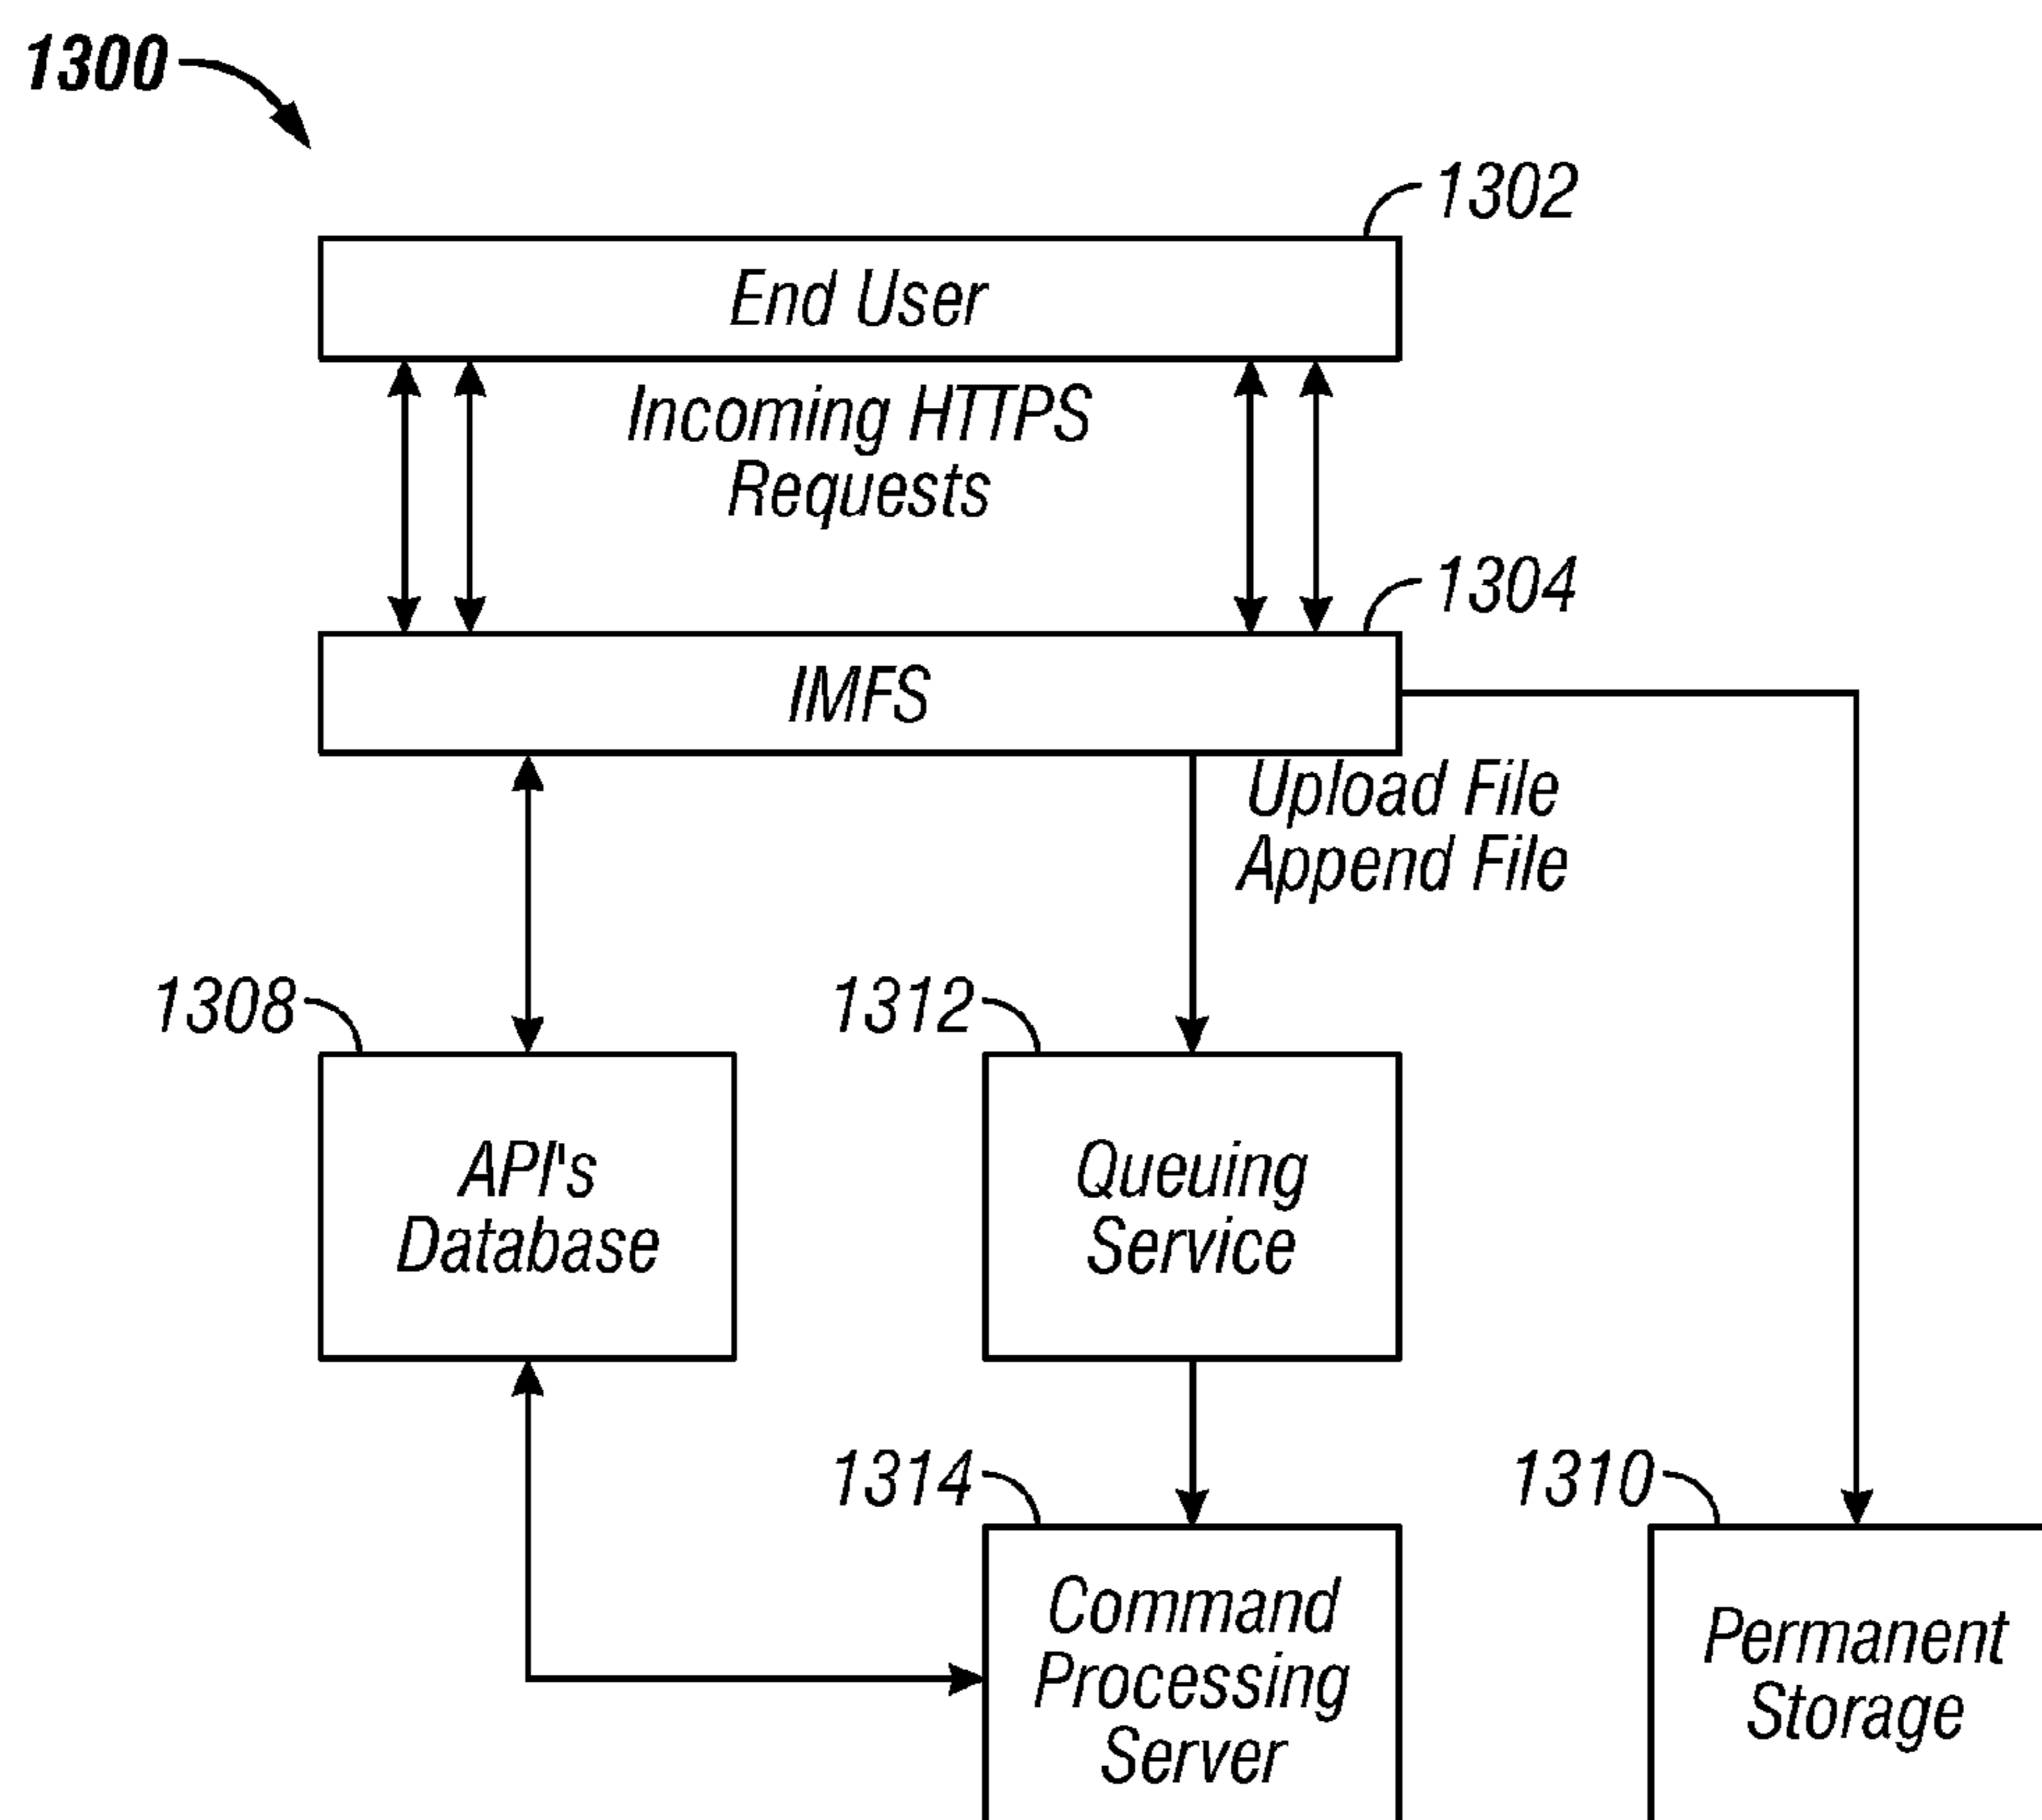 1300
1302
End User
Incoming HTTPS
Requests
1304
IMFS
Upload File
Append File
1308
1312
API's
Database
Queuing
Service
1314
1310
Command
Processing
Server
Permanent
Storage